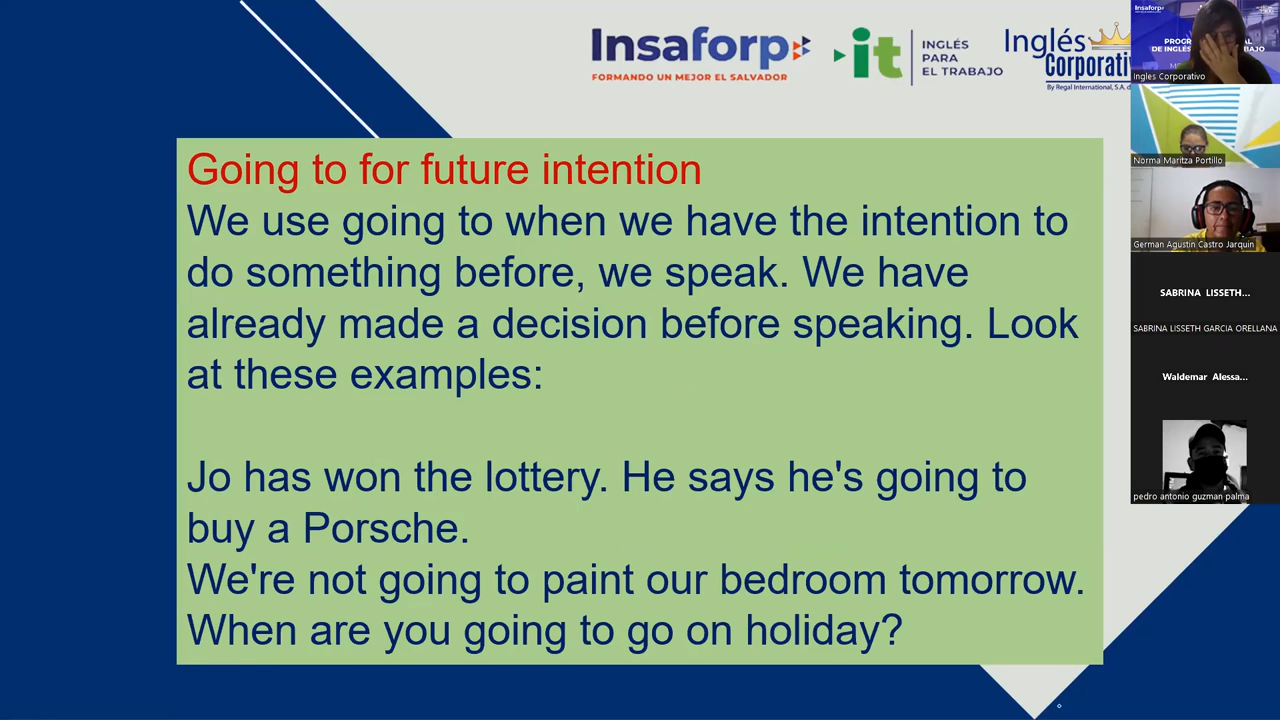 Insaforp
FORMANDO UN MEJOR EL SALVADOR
it
INGLÉS
PARA
EL TRABAJO
Inglés
Corporativ
By Regal International, S.A. d
Going to for future intention
We use going to when we have the intention to
do something before, we speak. We have
already made a decision before speaking. Look
at these examples:
Jo has won the lottery. He says he's going to
buy a Porsche.
We're not going to paint our bedroom tomorrow.
When are you going to go on holiday?
Insaforp
Ingles Corporativo
Norma Maritza Portillo
German Agustin Castro Jarquin
SABRINA LISSETH...
SABRINA LISSETH GARCIA ORELLANA
Waldemar Alessa...
pedro antonio guzman palma